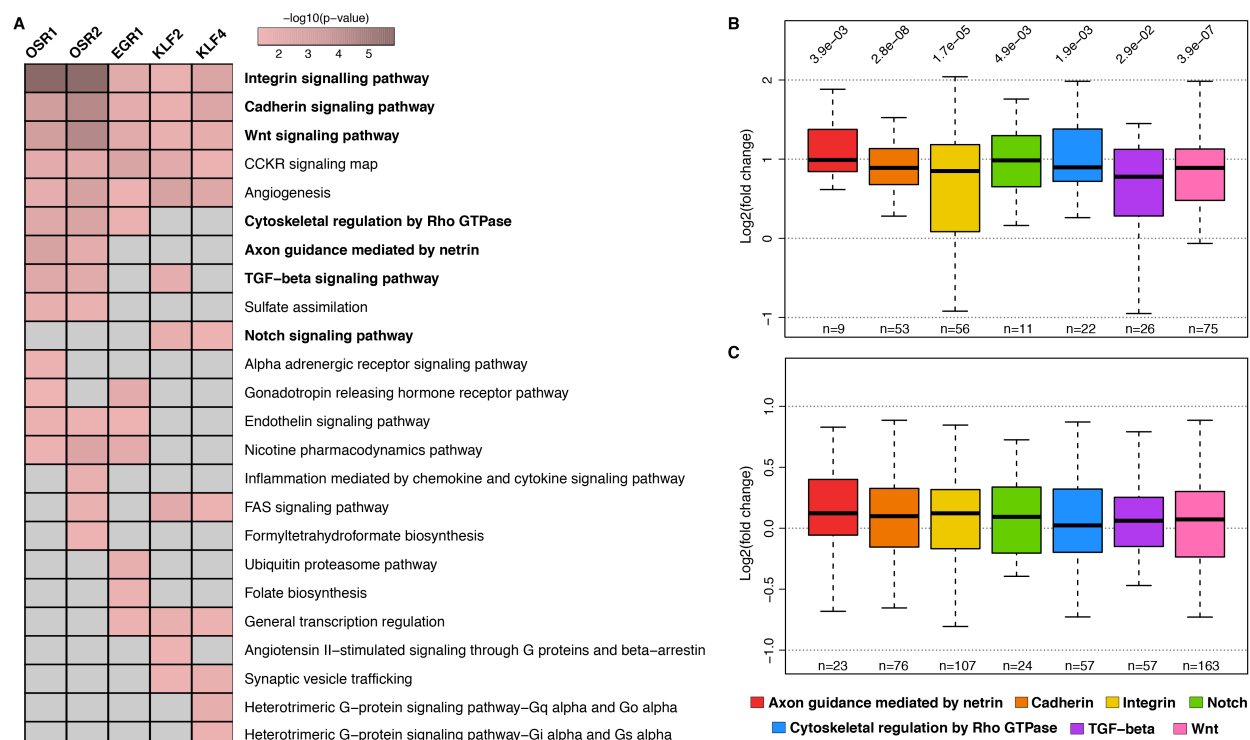 A
−log10(p−value)
2 3 4 5
OSR1 OSR2 EGR1 KLF2 KLF4
Integrin signalling pathway
Cadherin signaling pathway
Wnt signaling pathway
CCKR signaling map
Angiogenesis
Cytoskeletal regulation by Rho GTPase
Axon guidance mediated by netrin
TGF−beta signaling pathway
Sulfate assimilation
Notch signaling pathway
Alpha adrenergic receptor signaling pathway
Gonadotropin releasing hormone receptor pathway
Endothelin signaling pathway
Nicotine pharmacodynamics pathway
Inflammation mediated by chemokine and cytokine signaling pathway
FAS signaling pathway
Formyltetrahydroformate biosynthesis
Ubiquitin proteasome pathway
Folate biosynthesis
General transcription regulation
Angiotensin II−stimulated signaling through G proteins and beta−arrestin
Synaptic vesicle trafficking
Heterotrimeric G−protein signaling pathway−Gq alpha and Go alpha
Heterotrimeric G−protein signaling pathway−Gi alpha and Gs alpha
B
3.9e−03 2.8e−08 1.7e−05 4.9e−03 1.9e−03 2.9e−02 3.9e−07
Log2(fold change)
2
1
0
−1
n=9 n=53 n=56 n=11 n=22 n=26 n=75
C
Log2(fold change)
1.0
0.5
0.0
−0.5
−1.0
n=23 n=76 n=107 n=24 n=57 n=57 n=163
Axon guidance mediated by netrin Cadherin Integrin Notch
Cytoskeletal regulation by Rho GTPase TGF−beta Wnt